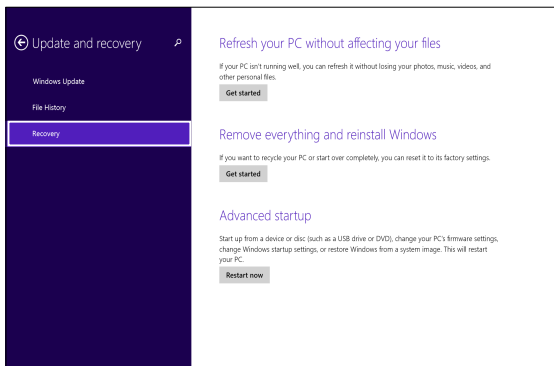 Update and recovery
Windows Update
File History
Recovery
Refresh your PC without affecting your files
If your PC isn't running well, you can refresh it without losing your photos, music, videos, and
other personal files.
Get started
Remove everything and reinstall Windows
If you want to recycle your PC or start over completely, you can reset it to its factory settings.
Get started
Advanced startup
Start up from a device or disc (such as a USB drive or DVD), change your PC's firmware settings,
change Windows startup settings, or restore Windows from a system image. This will restart
your PC.
Restart now